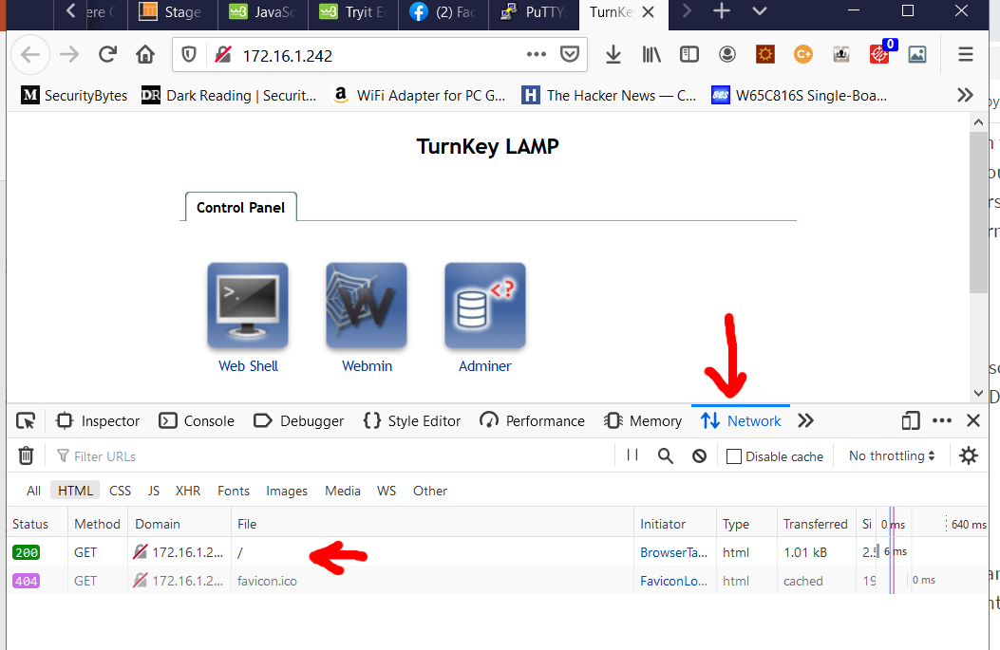 ere C Stage JavaSc Tryit E (2) Fac PuTTY: TurnKey
172.16.1.242 0
M SecurityBytes DR Dark Reading | Securit... a WiFi Adapter for PC G... H The Hacker News — C... BGS W65C816S Single-Boa...
TurnKey LAMP
Control Panel
Web Shell Webmin Adminer
Inspector Console Debugger Style Editor Performance Memory Network
Filter URLs Disable cache No throttling
All HTML CSS JS XHR Fonts Images Media WS Other
Status Method Domain File Initiator Type Transferred Si 0 ms 640 ms
200 GET 172.16.1.2... / BrowserTa... html 1.01 kB 2.5 6 ms
404 GET 172.16.1.2... favicon.ico FaviconLo... html cached 19 0 ms